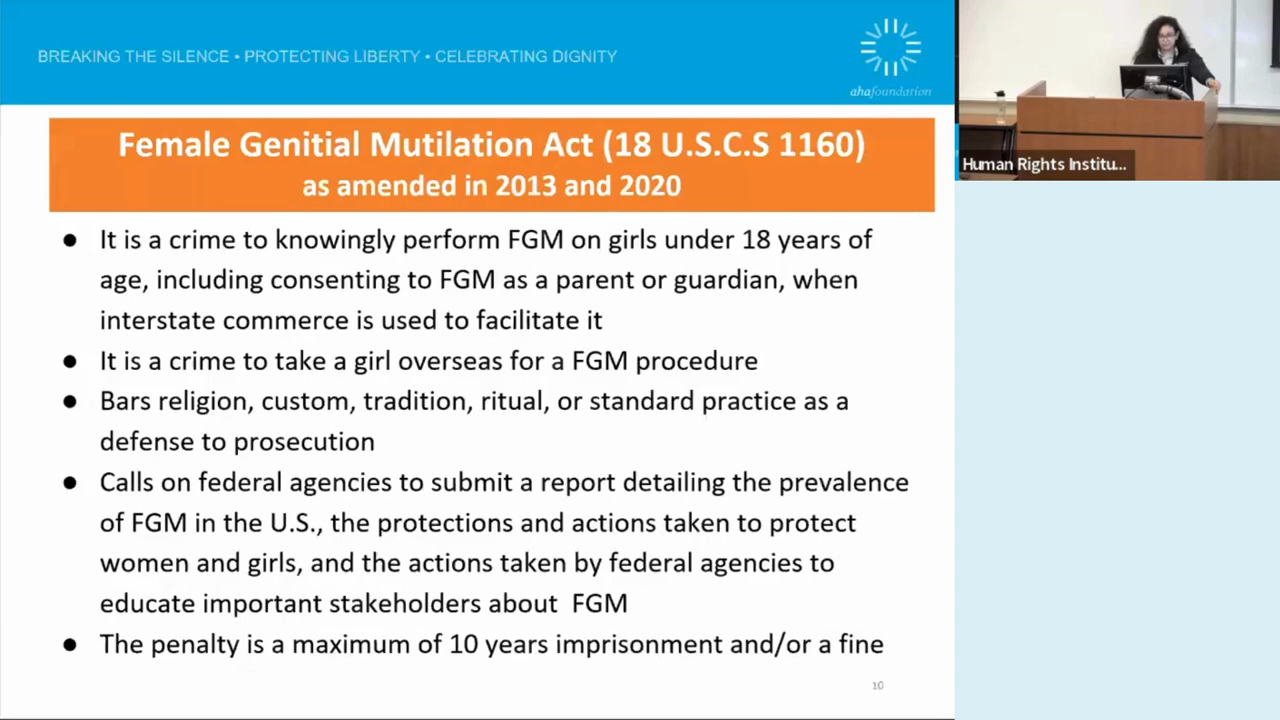 BREAKING THE SILENCE • PROTECTING LIBERTY • CELEBRATING DIGNITY
ahafoundation
Female Genitial Mutilation Act (18 U.S.C.S 1160)
as amended in 2013 and 2020
● It is a crime to knowingly perform FGM on girls under 18 years of
age, including consenting to FGM as a parent or guardian, when
interstate commerce is used to facilitate it
● It is a crime to take a girl overseas for a FGM procedure
● Bars religion, custom, tradition, ritual, or standard practice as a
defense to prosecution
● Calls on federal agencies to submit a report detailing the prevalence
of FGM in the U.S., the protections and actions taken to protect
women and girls, and the actions taken by federal agencies to
educate important stakeholders about FGM
● The penalty is a maximum of 10 years imprisonment and/or a fine
10
Human Rights Institu...